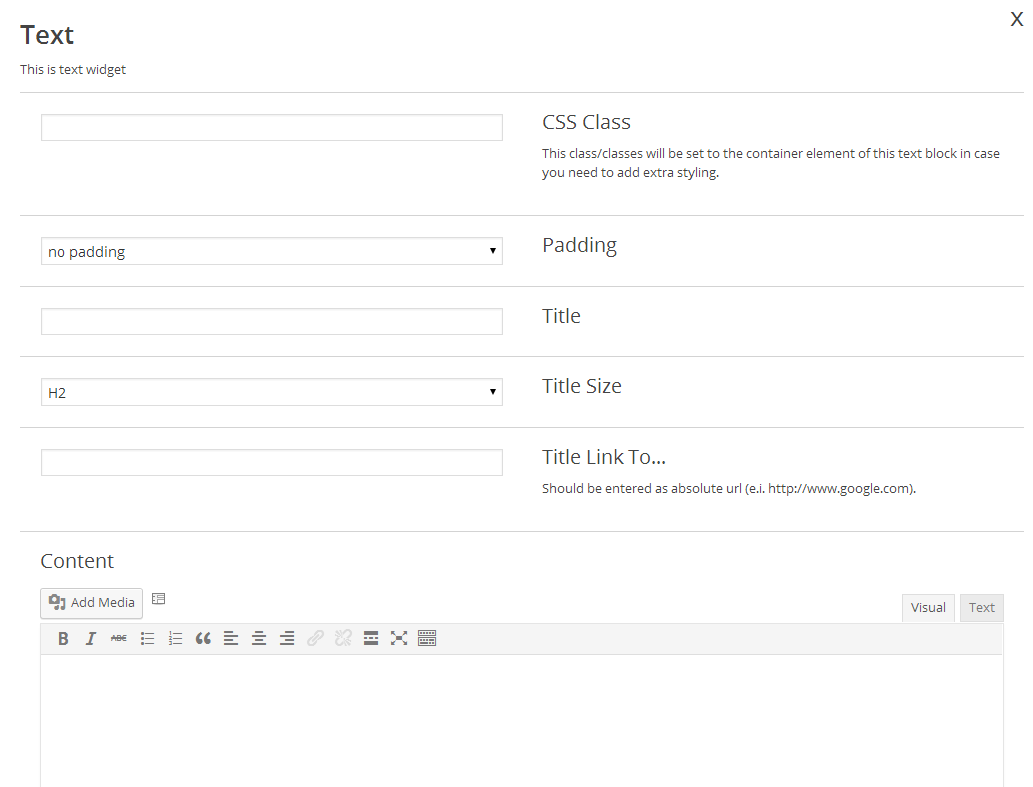 X
Text
This is text widget
CSS Class
This class/classes will be set to the container element of this text block in case
you need to add extra styling.
no padding
Padding
Title
H2
Title Size
Title Link To...
Should be entered as absolute url (e.i. http://www.google.com).
Content
Add Media
Visual Text
B I ABC